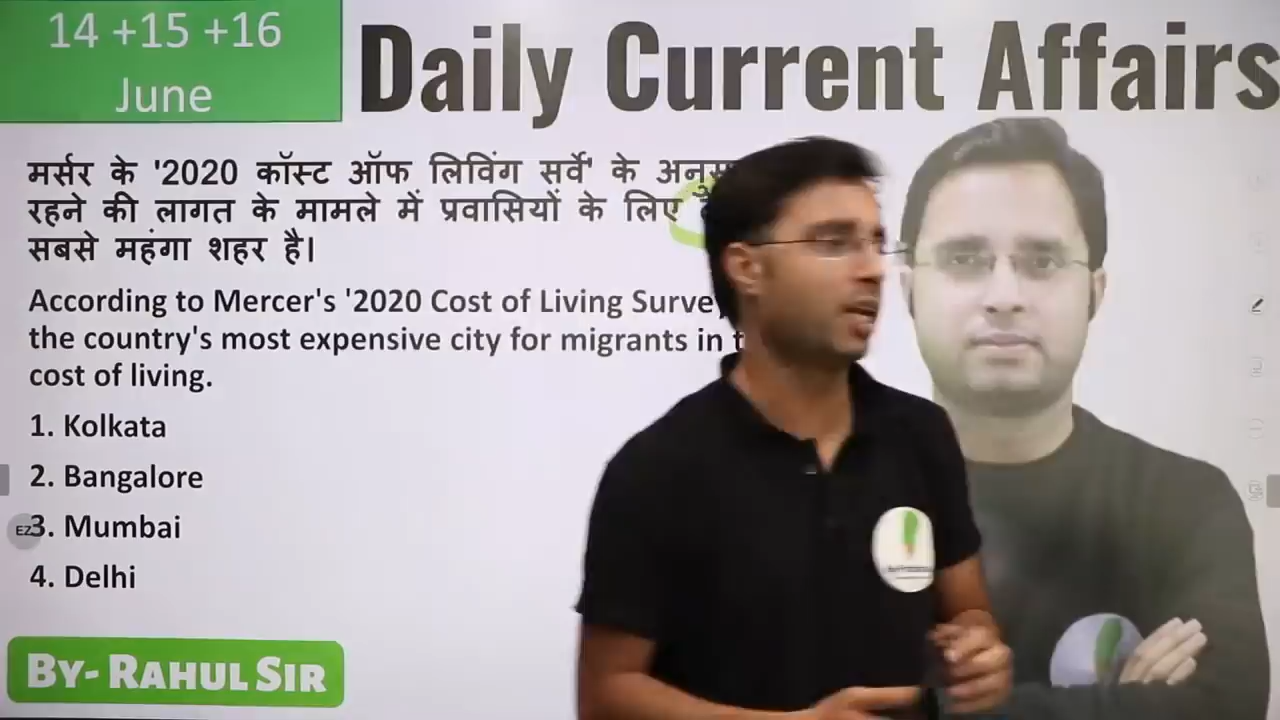 14 +15 +16
June
Daily Current Affairs
मर्सर के '2020 कॉस्ट ऑफ लिविंग सर्वे' के
रहने की लागत के मामले में प्रवासियों के लिए
सबसे महंगा शहर है।
According to Mercer's '2020 Cost of Living
the country's most expensive city for migrants in
cost of living.
1. Kolkata
2. Bangalore
3. Mumbai
4. Delhi
EZ
BY- RAHUL SIR